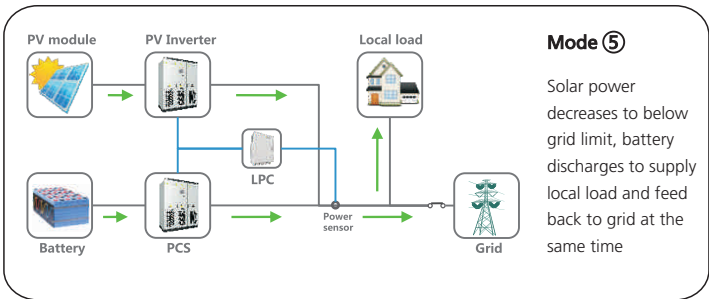 PV module
PV Inverter
Local load
Mode ⑤
Solar power
decreases to below
grid limit, battery
discharges to supply
local load and feed
back to grid at the
same time
LPC
Power
sensor
Battery
PCS
Grid